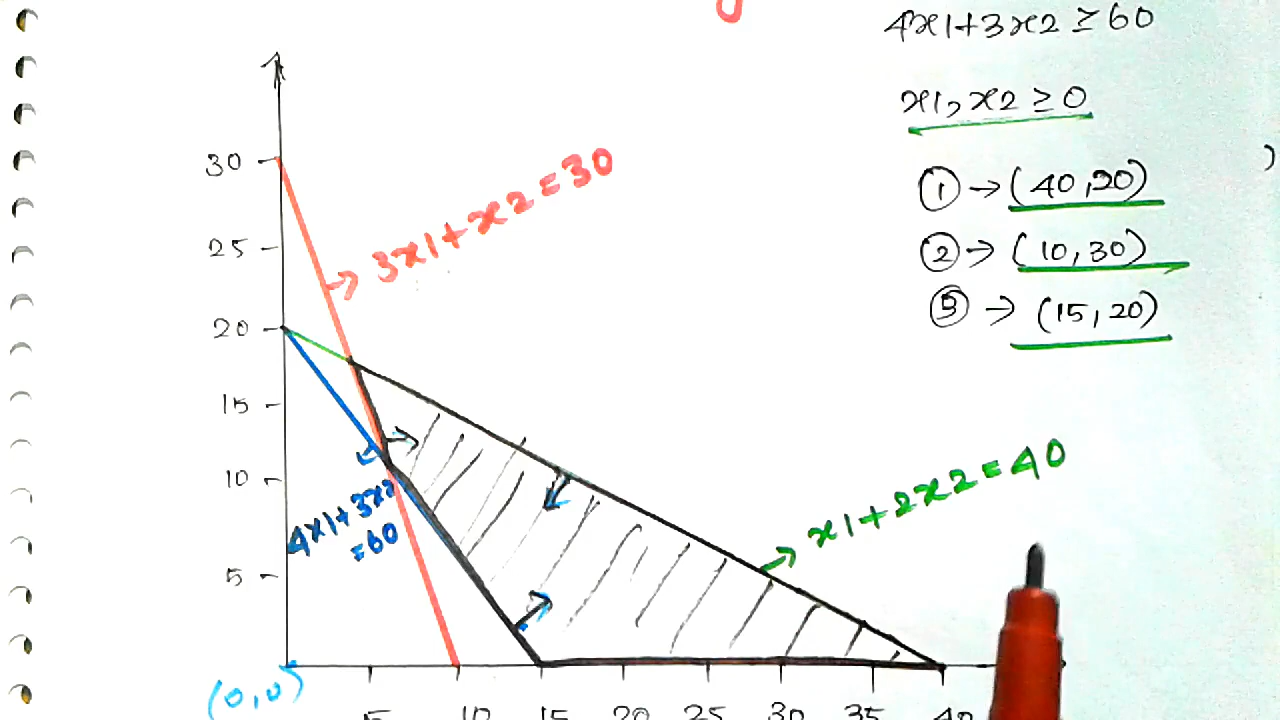 4x1+3x2 ≥ 60
x1, x2 ≥ 0
① → (40,20)
② → (10,30)
③ → (15,20)
30
25
20
15
10
5
3x1+x2=30
x1+2x2=40
4x1+3x2
=60
(0,0)
5 10 15 20 25 30 35 40